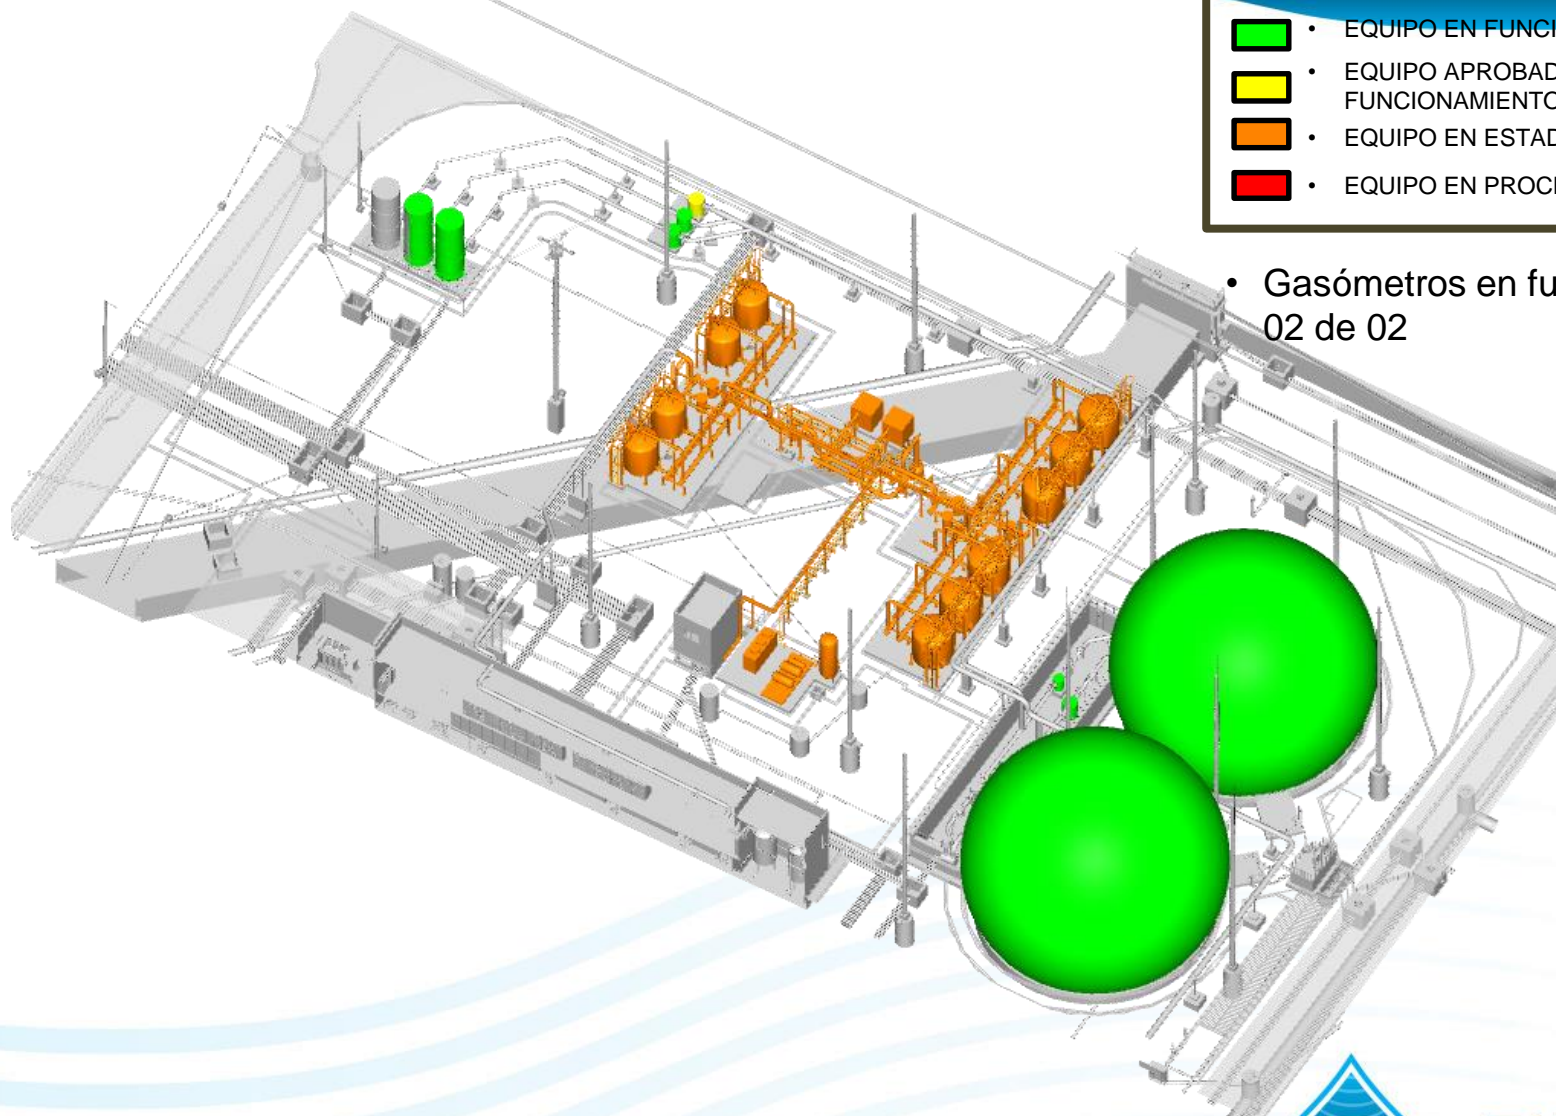 • EQUIPO EN FUNCI
• EQUIPO APROBAD
FUNCIONAMIENTO
• EQUIPO EN ESTAD
• EQUIPO EN PROC
• Gasómetros en fu
02 de 02